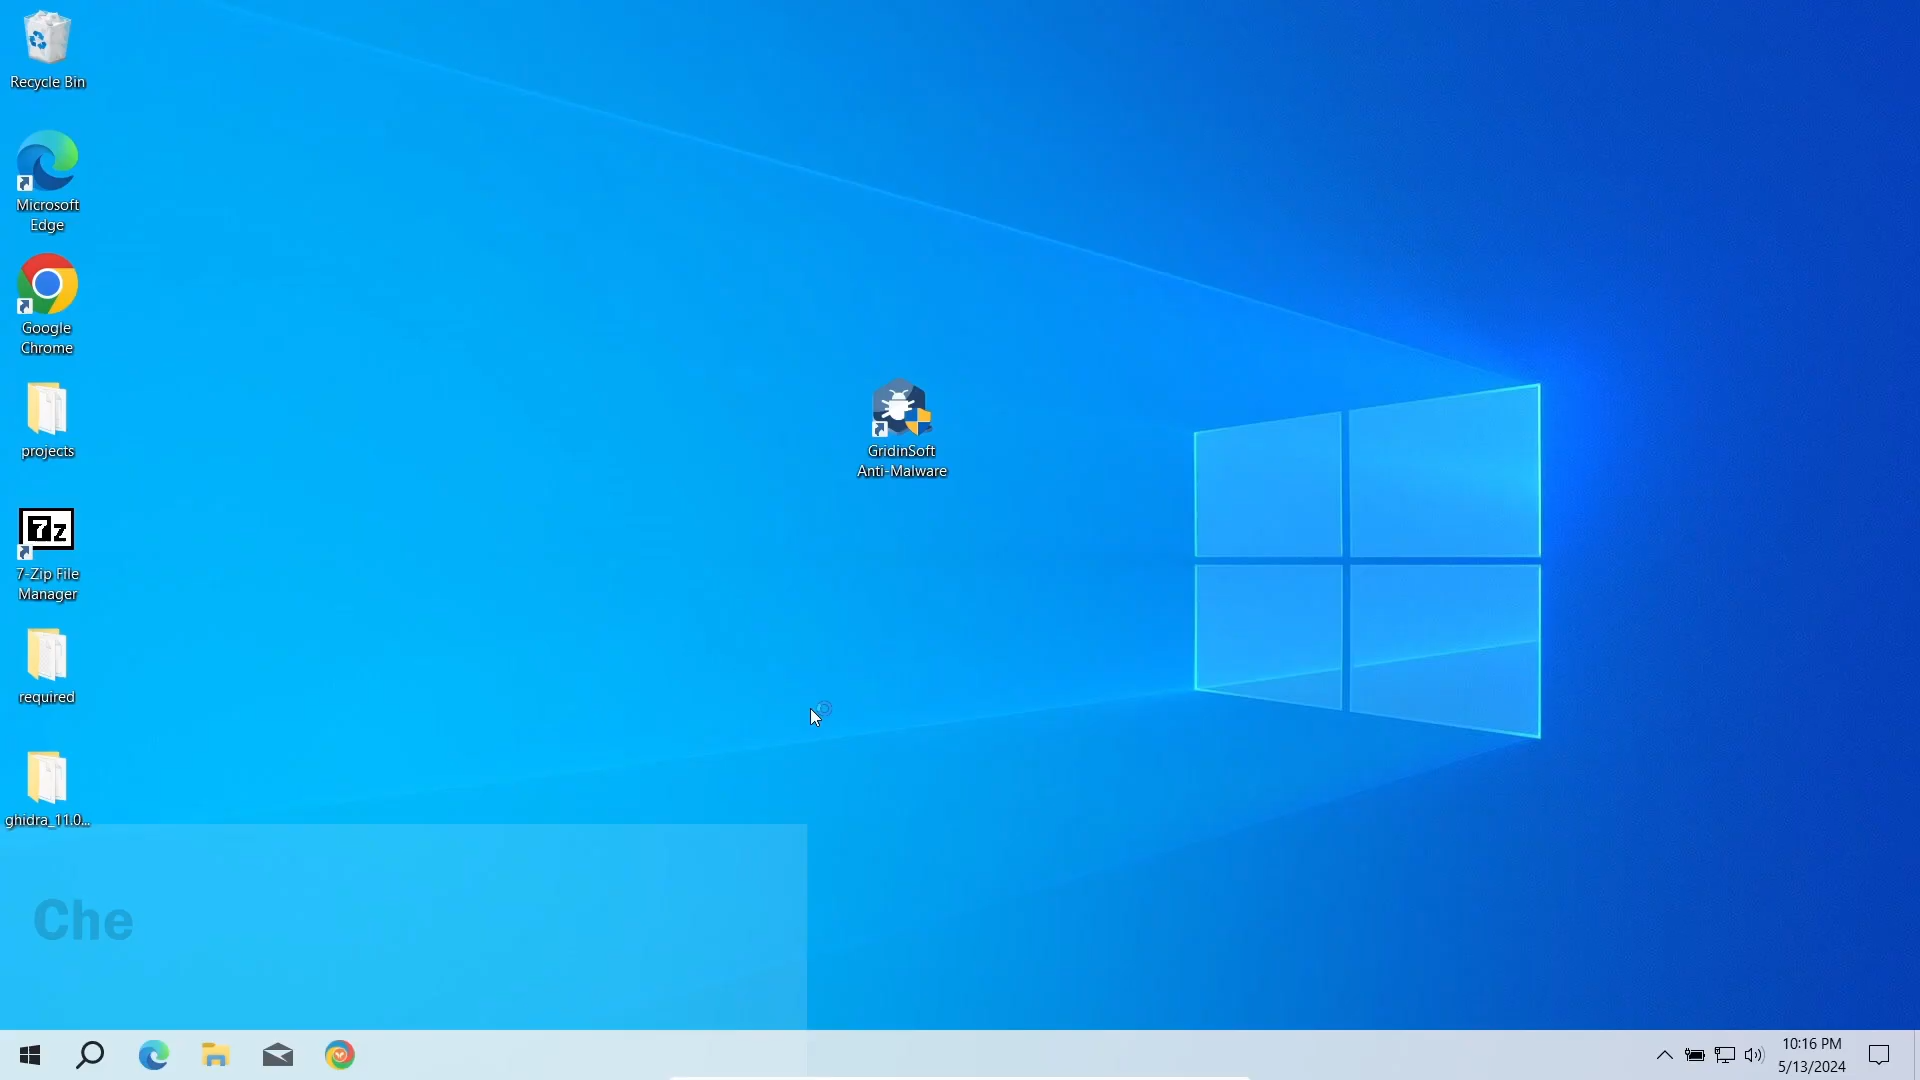 Recycle Bin
Microsoft
Edge
Google
Chrome
projects
7z
7-Zip File
Manager
required
ghidra_11.0...
GridinSoft
Anti-Malware
Che
10:16 PM
5/13/2024